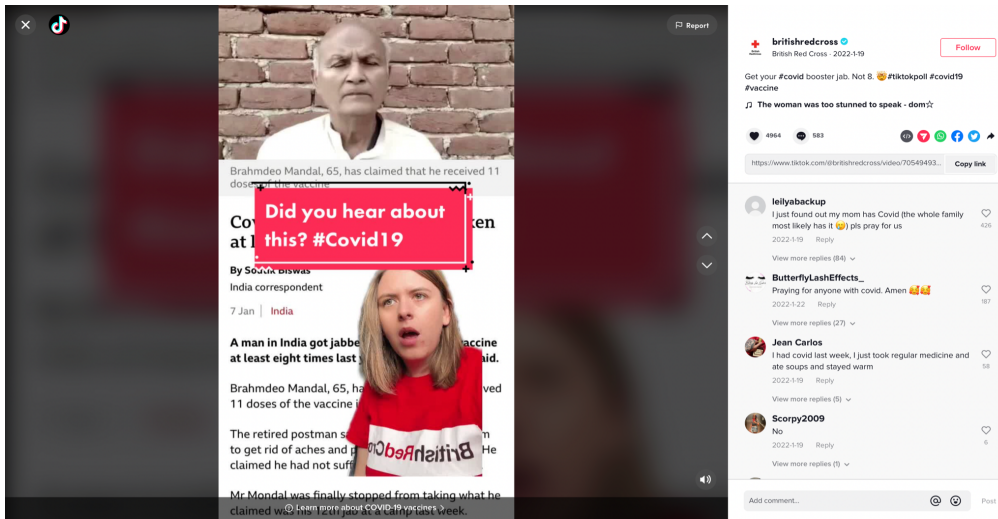 Report
Brahmdeo Mandal, 65, has claimed that he received 11
doses of the vaccine
Did you hear about
this? #Covid19
at
By Soutik Biswas
India correspondent
7 Jan | India
A man in India got jabbe
accine
at least eight times last
aid.
Brahmdeo Mandal, 65, ha
ved
11 doses of the vaccine i
The retired postman s
m
to get rid of aches and p
He
claimed he had not suff
BritishRedCro
Mr Mondal was finally stopped from taking what he
claimed was his 12th jab at a camp last week.
Learn more about COVID-19 vaccines >
britishredcross
British Red Cross · 2022-1-19
Follow
Get your #covid booster jab. Not 8. 🤯#tiktokpoll #covid19
#vaccine
♫ The woman was too stunned to speak - dom☆
4964
583
https://www.tiktok.com/@britishredcross/video/70549493...
Copy link
leilyabackup
I just found out my mom has Covid (the whole family
most likely has it 😢) pls pray for us
426
2022-1-19 Reply
View more replies (84)
ButterflyLashEffects_
Praying for anyone with covid. Amen 🥰🥰
187
2022-1-22 Reply
View more replies (27)
Jean Carlos
I had covid last week, I just took regular medicine and
ate soups and stayed warm
58
2022-1-19 Reply
View more replies (5)
Scorpy2009
No
6
2022-1-19 Reply
View more replies (1)
Add comment...
Post